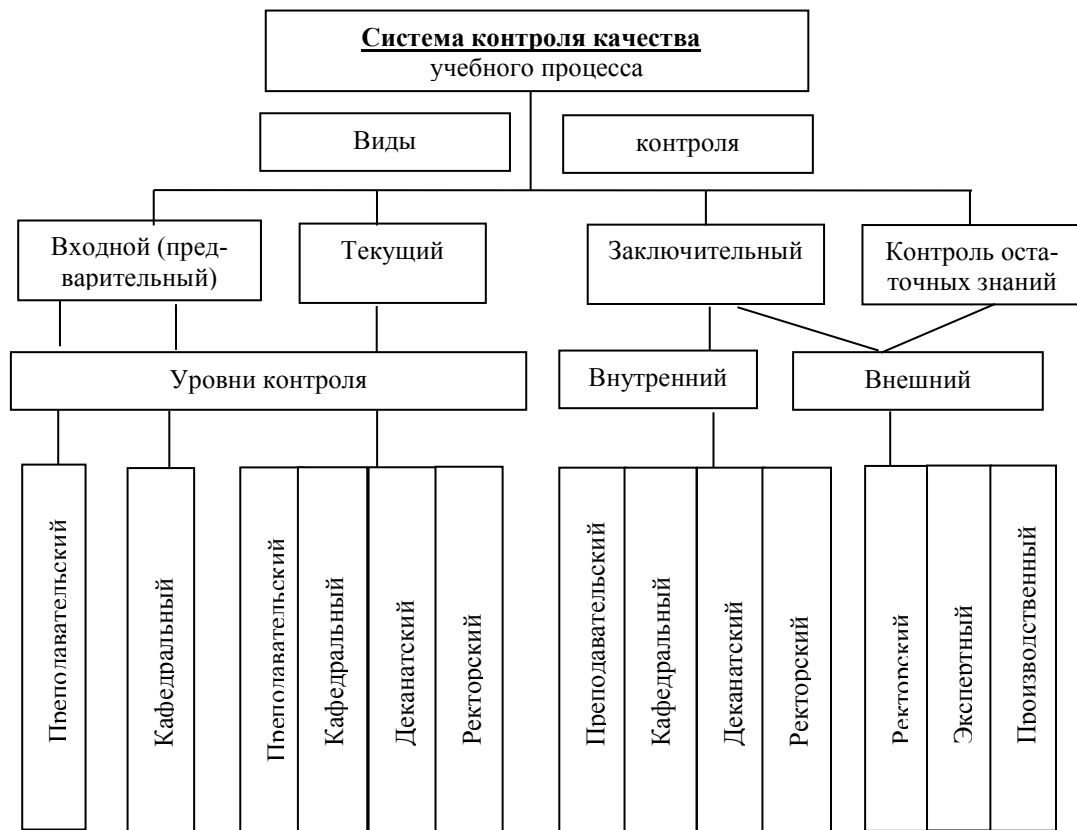 Система контроля качества
учебного процесса
Виды
контроля
Входной (пред-
варительный)
Текущий
Заключительный
Контроль оста-
точных знаний
Уровни контроля
Внутренний
Внешний
Преподавательский
Кафедральный
Преподавательский
Кафедральный
Деканатский
Ректорский
Преподавательский
Кафедральный
Деканатский
Ректорский
Ректорский
Экспертный
Производственный